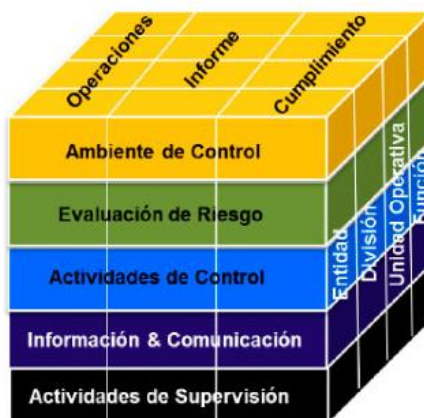 Operaciones
Informe
Cumplimiento
Ambiente de Control
Evaluación de Riesgo
Actividades de Control
Información & Comunicación
Actividades de Supervisión
Entidad
División
Unidad Operativa
Función